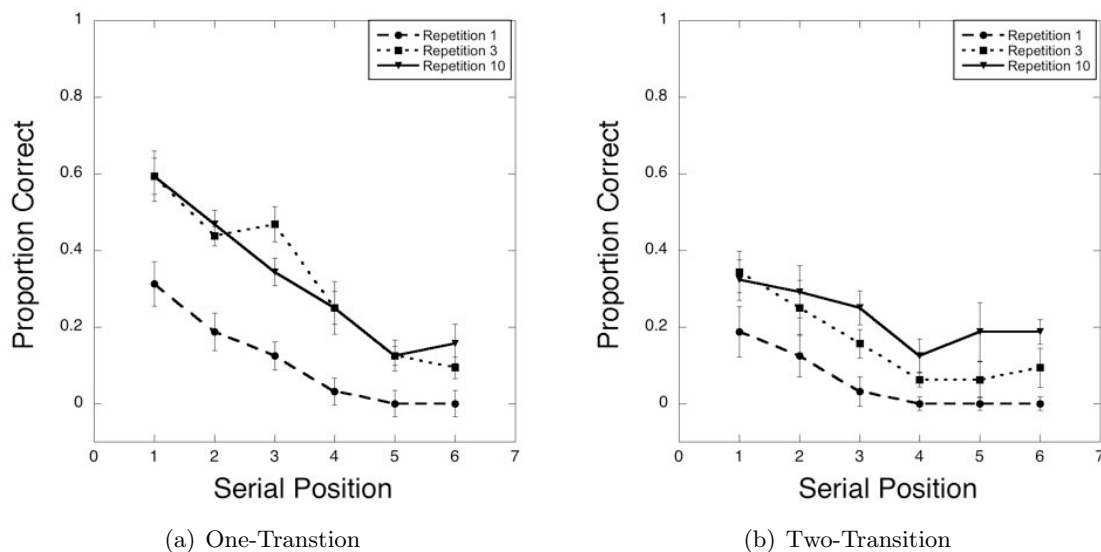 1
0.8
0.6
0.4
0.2
0
Proportion Correct
Repetition 1
Repetition 3
Repetition 10
0 1 2 3 4 5 6 7
Serial Position
(a) One-Transtion
1
0.8
0.6
0.4
0.2
0
Proportion Correct
Repetition 1
Repetition 3
Repetition 10
0 1 2 3 4 5 6 7
Serial Position
(b) Two-Transition